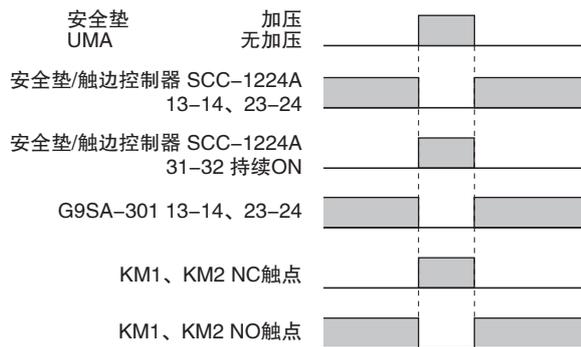 安全垫 加压
UMA 无加压
安全垫/触边控制器 SCC–1224A
13–14、23–24
安全垫/触边控制器 SCC–1224A
31–32 持续ON
G9SA–301 13–14、23–24
KM1、KM2 NC触点
KM1、KM2 NO触点